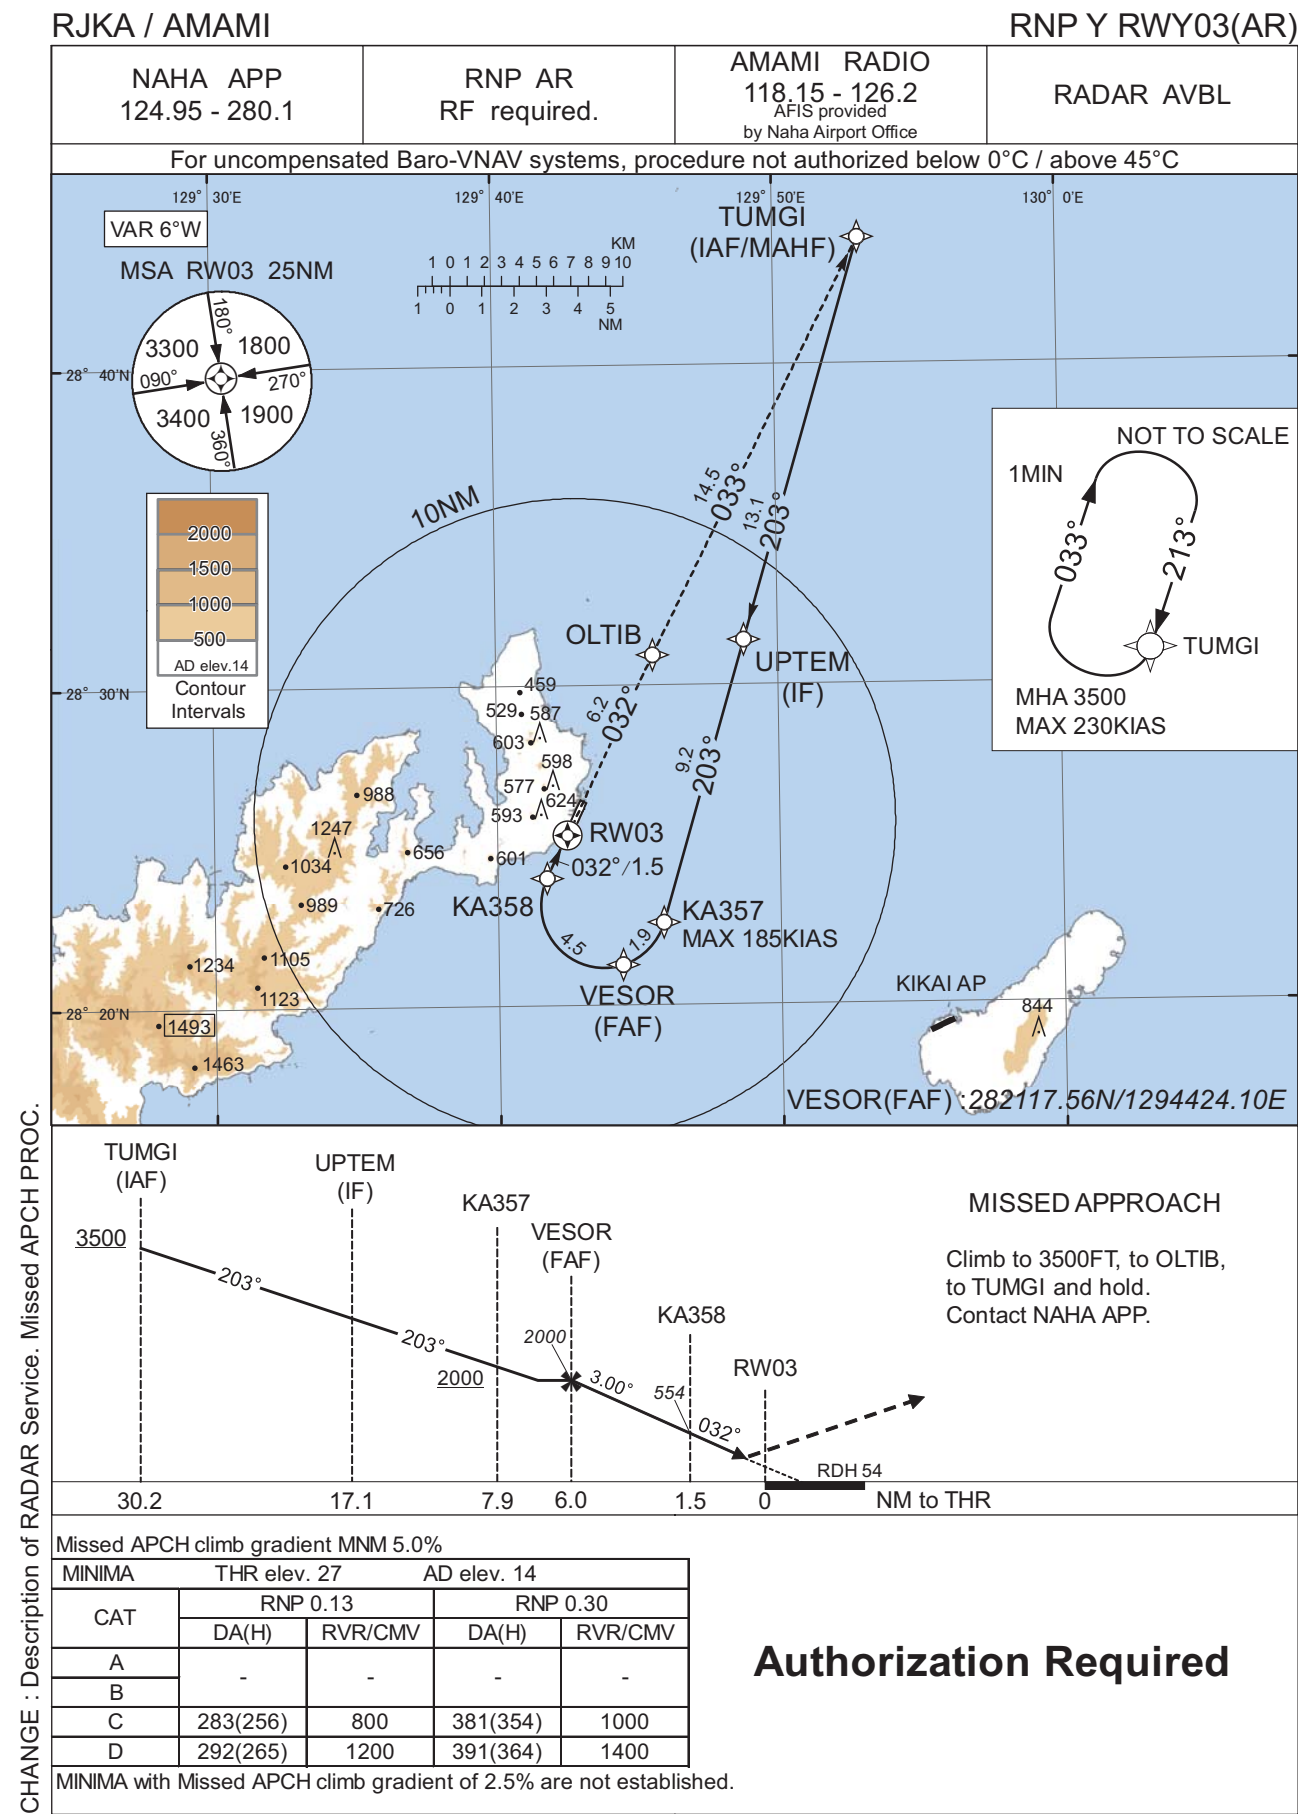 RJKA / AMAMI
RNP Y RWY03(AR)
NAHA APP
124.95 - 280.1
RNP AR
RF required.
AMAMI RADIO
118.15 - 126.2
AFIS provided
by Naha Airport Office
RADAR AVBL
For uncompensated Baro-VNAV systems, procedure not authorized below 0°C / above 45°C
129° 30'E
129° 40'E
129° 50'E
130° 0'E
VAR 6°W
MSA RW03 25NM
180°
3300
1800
090°
270°
3400
1900
360°
KM
1 0 1 2 3 4 5 6 7 8 9 10
1 0 1 2 3 4 5
NM
TUMGI
(IAF/MAHF)
28° 40'N
2000
1500
1000
500
AD elev.14
Contour
Intervals
10NM
14.5
033°
13.1
203°
NOT TO SCALE
1MIN
033°
213°
TUMGI
MHA 3500
MAX 230KIAS
OLTIB
UPTEM
(IF)
28° 30'N
6.2
032°
9.2
203°
459
529
587
603
598
577
624
593
988
1247
1034
656
601
989
726
RW03
032°/1.5
KA358
KA357
MAX 185KIAS
4.5
1.9
VESOR
(FAF)
1234
1105
1123
1493
1463
28° 20'N
KIKAI AP
844
VESOR(FAF) :282117.56N/1294424.10E
TUMGI
(IAF)
UPTEM
(IF)
KA357
VESOR
(FAF)
KA358
RW03
3500
203°
203°
2000
2000
3.00°
554
032°
RDH 54
30.2
17.1
7.9
6.0
1.5
0
NM to THR
MISSED APPROACH
Climb to 3500FT, to OLTIB,
to TUMGI and hold.
Contact NAHA APP.
Missed APCH climb gradient MNM 5.0%
MINIMA THR elev. 27 AD elev. 14
CAT RNP 0.13 RNP 0.30
DA(H) RVR/CMV DA(H) RVR/CMV
A
- - - -
B
C 283(256) 800 381(354) 1000
D 292(265) 1200 391(364) 1400
MINIMA with Missed APCH climb gradient of 2.5% are not established.
Authorization Required
CHANGE : Description of RADAR Service. Missed APCH PROC.